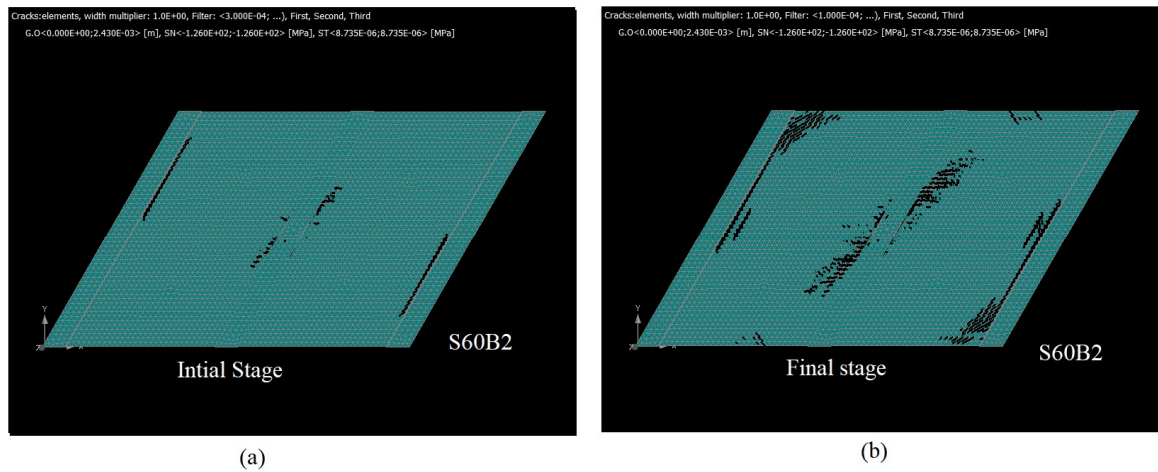 Cracks:elements, width multiplier: 1.0E+00, Filter: <3.000E-04; ...), First, Second, Third
G.O<0.000E+00;2.430E-03> [m], SN<-1.260E+02;-1.260E+02> [MPa], ST<8.735E-06;8.735E-06> [MPa]
Y
S60B2
Intial Stage
(a)
Cracks:elements, width multiplier: 1.0E+00, Filter: <1.000E-04; ...), First, Second, Third
G.O<0.000E+00;2.430E-03> [m], SN<-1.260E+02;-1.260E+02> [MPa], ST<8.735E-06;8.735E-06> [MPa]
Y
S60B2
Final stage
(b)